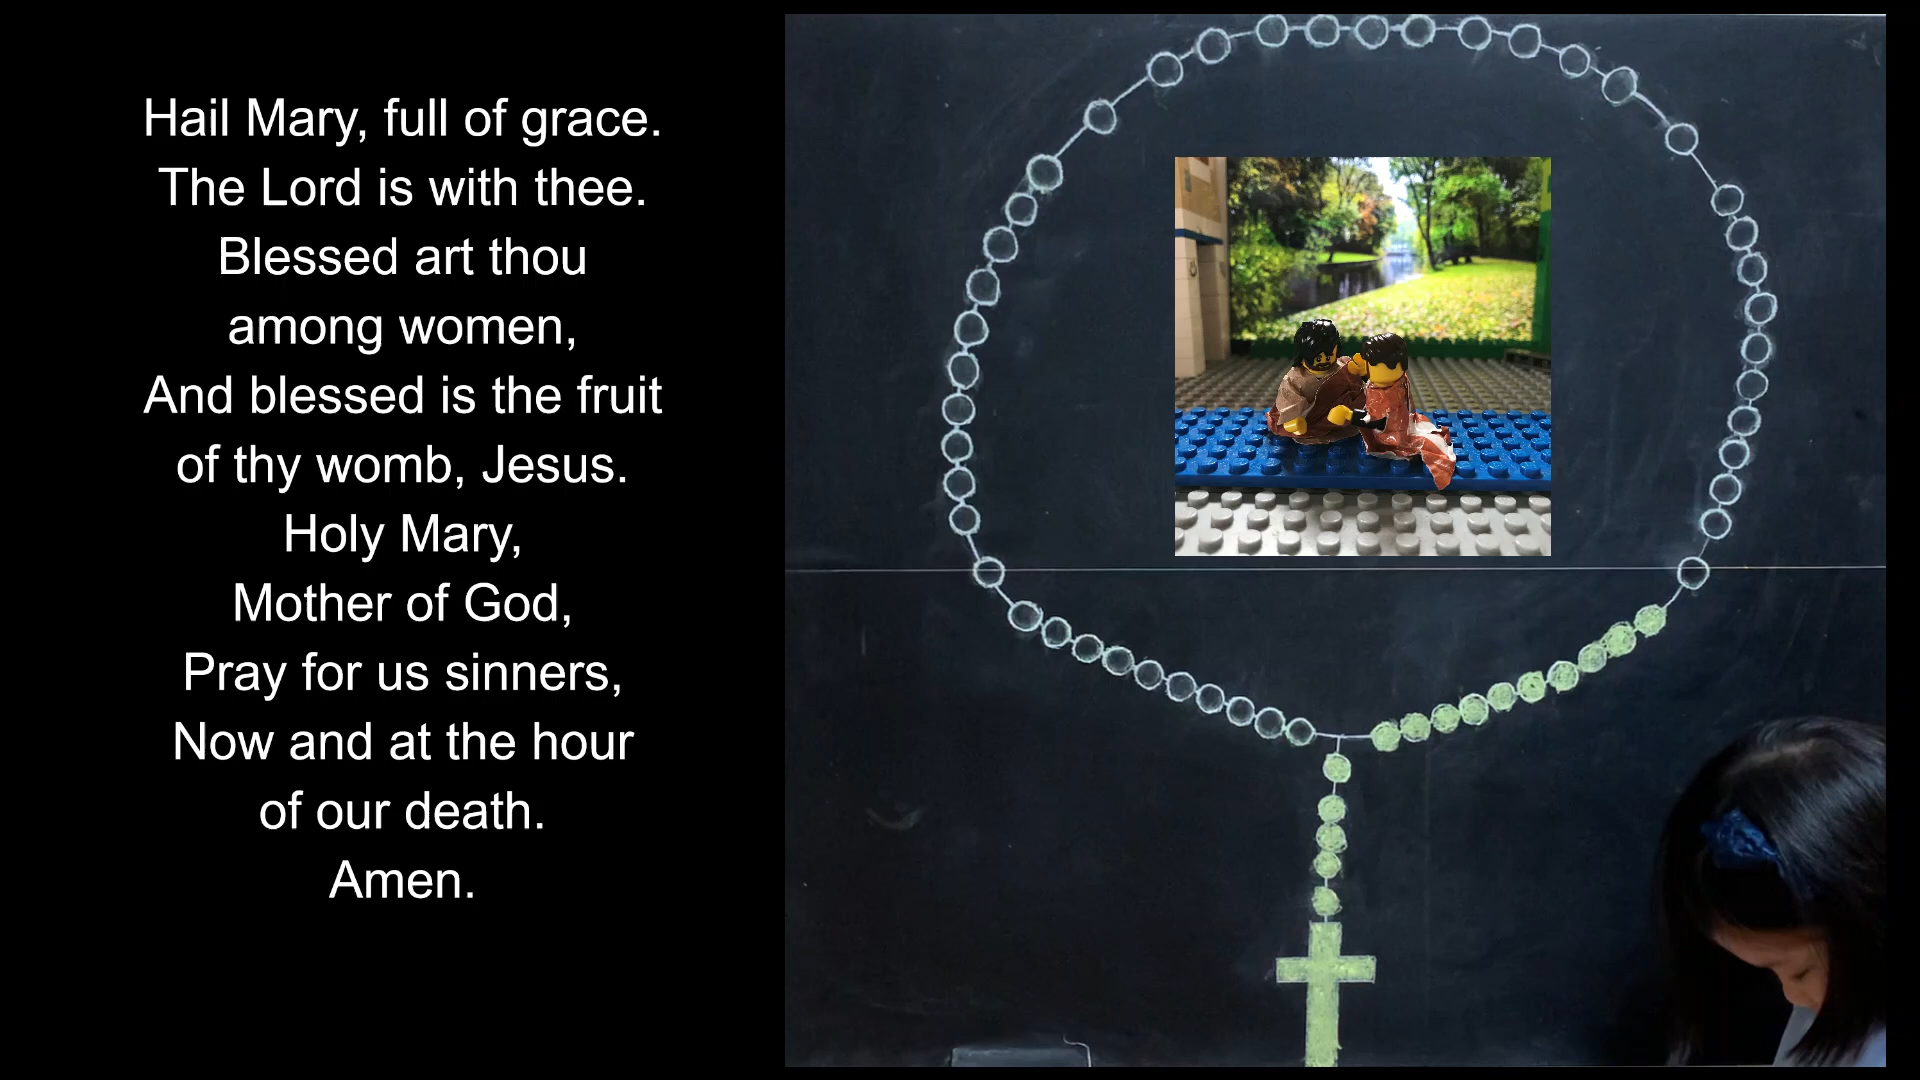 Hail Mary, full of grace.
The Lord is with thee.
Blessed art thou
among women,
And blessed is the fruit
of thy womb, Jesus.
Holy Mary,
Mother of God,
Pray for us sinners,
Now and at the hour
of our death.
Amen.